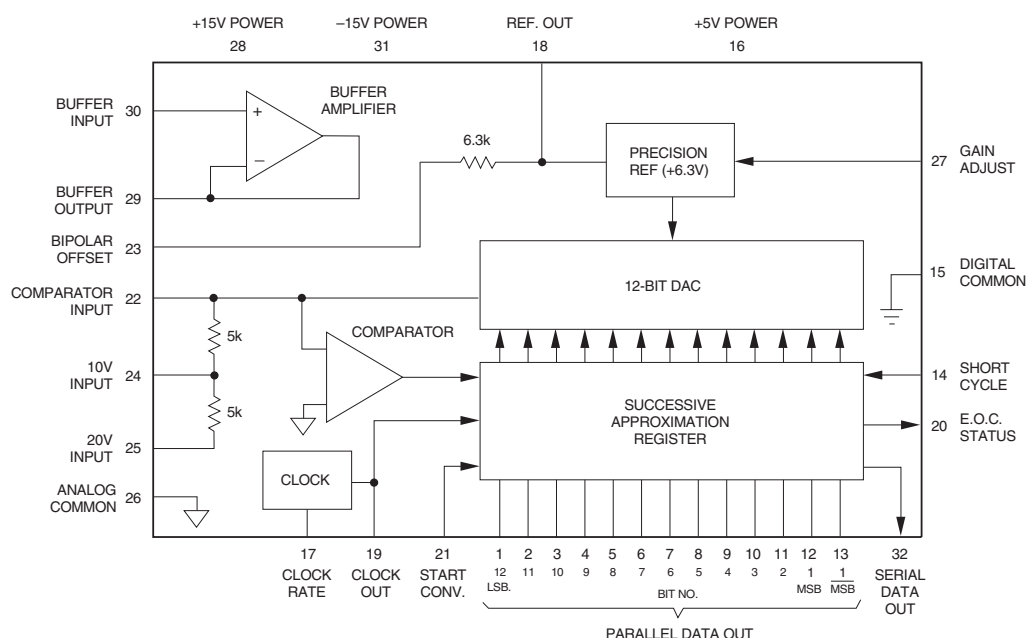 +15V POWER –15V POWER REF. OUT +5V POWER
28 31 18 16
BUFFER
INPUT 30
BUFFER
AMPLIFIER
+
–
6.3k
PRECISION
REF (+6.3V)
27 GAIN
ADJUST
BUFFER
OUTPUT 29
BIPOLAR
OFFSET 23
12-BIT DAC
15 DIGITAL
COMMON
COMPARATOR
INPUT 22
5k
COMPARATOR
10V
INPUT 24
5k
14 SHORT
CYCLE
SUCCESSIVE
APPROXIMATION
REGISTER
20 E.O.C.
STATUS
20V
INPUT 25
CLOCK
ANALOG
COMMON 26
17 19 21 1 2 3 4 5 6 7 8 9 10 11 12 13 32
CLOCK
RATE
CLOCK
OUT
START
CONV.
12 11 10 9 8 7 6 5 4 3 2 1 1
LSB. BIT NO. MSB MSB
SERIAL
DATA
OUT
PARALLEL DATA OUT